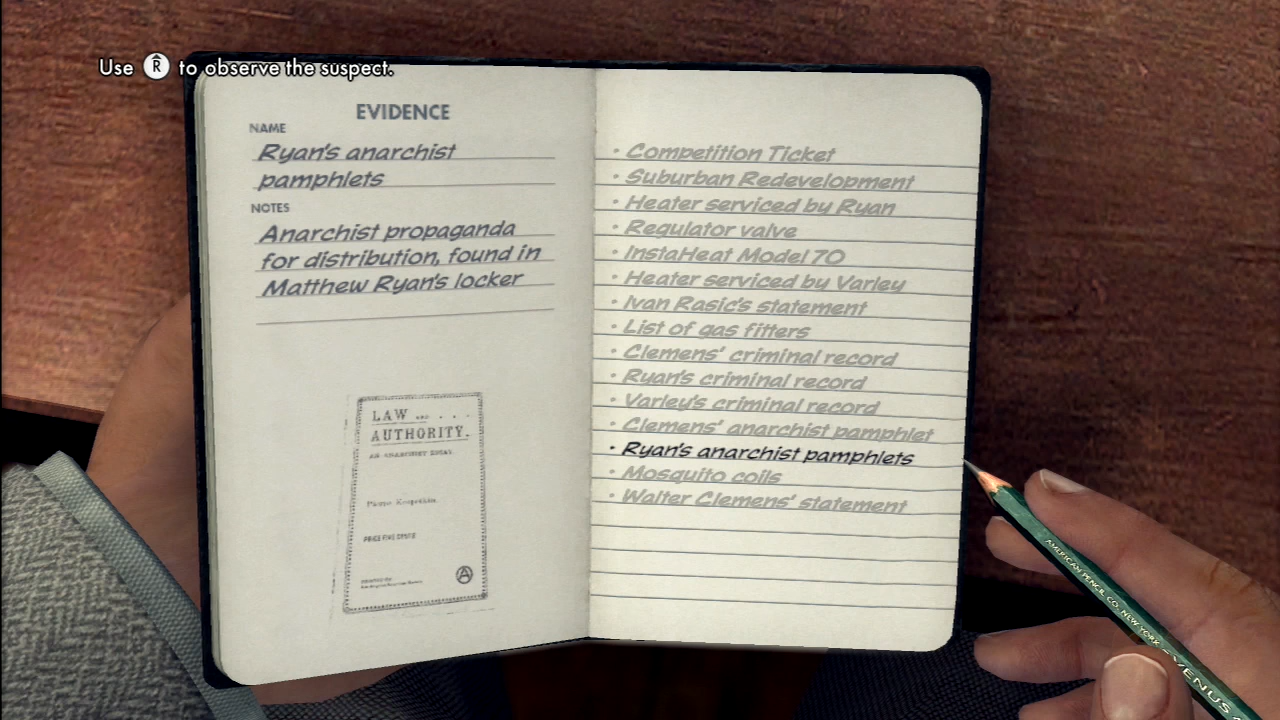 Use R to observe the suspect.
EVIDENCE
NAME
Ryan's anarchist
pamphlets
NOTES
Anarchist propaganda
for distribution, found in
Matthew Ryan's locker
LAW AND . . .
AUTHORITY.
AN ANARCHIST ESSAY.
PRICE FIVE CENTS
A
• Competition Ticket
• Suburban Redevelopment
• Heater serviced by Ryan
• Regulator valve
• InstaHeat Model 70
• Heater serviced by Varley
• Ivan Rasic's statement
• List of gas fitters
• Clemens' criminal record
• Ryan's criminal record
• Varley's criminal record
• Clemens' anarchist pamphlet
• Ryan's anarchist pamphlets
• Mosquito coils
• Walter Clemens' statement
AMERICAN PENCIL CO. NEW YORK VENUS